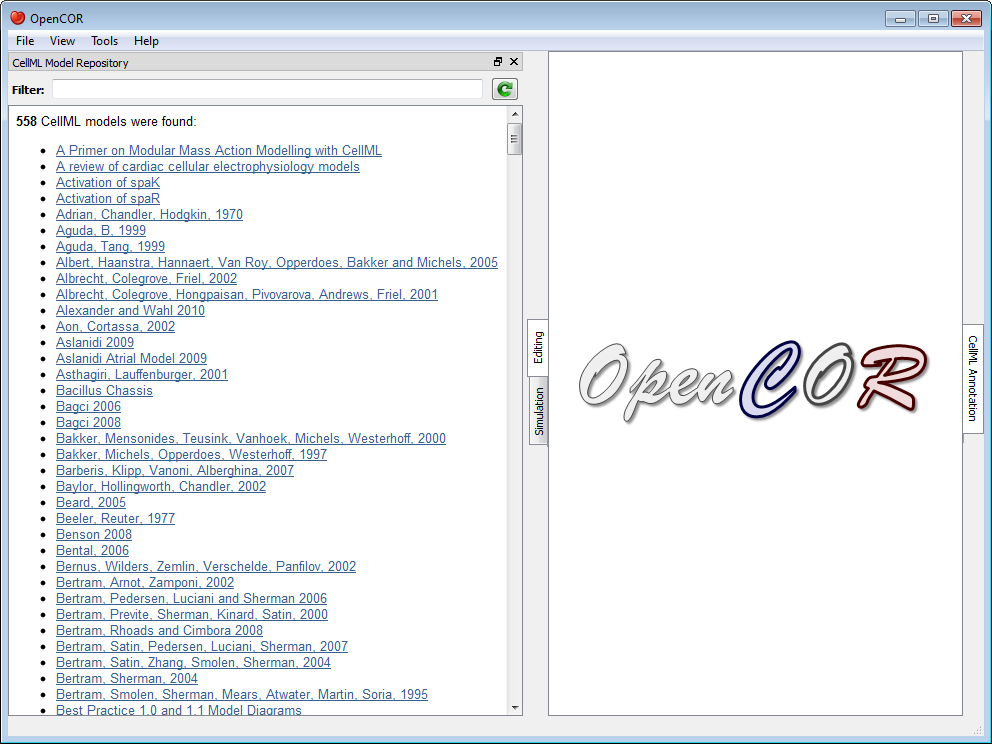 OpenCOR
File View Tools Help
CellML Model Repository
Filter:
558 CellML models were found:
A Primer on Modular Mass Action Modelling with CellML
A review of cardiac cellular electrophysiology models
Activation of spaK
Activation of spaR
Adrian, Chandler, Hodgkin, 1970
Aguda, B, 1999
Aguda, Tang, 1999
Albert, Haanstra, Hannaert, Van Roy, Opperdoes, Bakker and Michels, 2005
Albrecht, Colegrove, Friel, 2002
Albrecht, Colegrove, Hongpaisan, Pivovarova, Andrews, Friel, 2001
Alexander and Wahl 2010
Aon, Cortassa, 2002
Aslanidi 2009
Aslanidi Atrial Model 2009
Asthagiri, Lauffenburger, 2001
Bacillus Chassis
Bagci 2006
Bagci 2008
Bakker, Mensonides, Teusink, Vanhoek, Michels, Westerhoff, 2000
Bakker, Michels, Opperdoes, Westerhoff, 1997
Barberis, Klipp, Vanoni, Alberghina, 2007
Baylor, Hollingworth, Chandler, 2002
Beard, 2005
Beeler, Reuter, 1977
Benson 2008
Bental, 2006
Bernus, Wilders, Zemlin, Verschelde, Panfilov, 2002
Bertram, Arnot, Zamponi, 2002
Bertram, Pedersen, Luciani and Sherman 2006
Bertram, Previte, Sherman, Kinard, Satin, 2000
Bertram, Rhoads and Cimbora 2008
Bertram, Satin, Pedersen, Luciani, Sherman, 2007
Bertram, Satin, Zhang, Smolen, Sherman, 2004
Bertram, Sherman, 2004
Bertram, Smolen, Sherman, Mears, Atwater, Martin, Soria, 1995
Best Practice 1.0 and 1.1 Model Diagrams
Editing
Simulation
OpenCOR
CellML Annotation